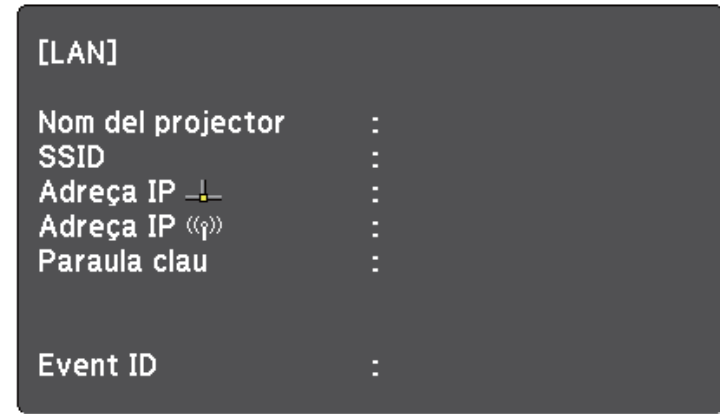 [LAN]
Nom del projector :
SSID :
Adreça IP :
Adreça IP :
Paraula clau :
Event ID :